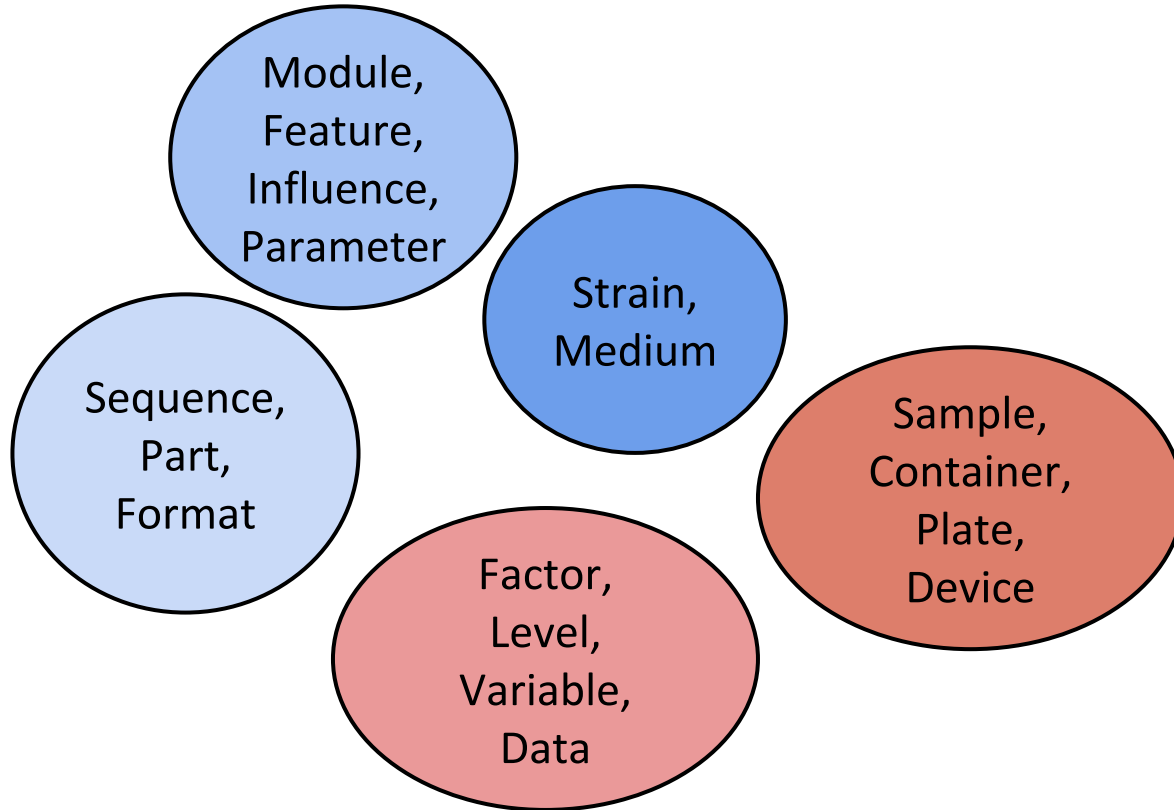 Module,
Feature,
Influence,
Parameter
Strain,
Medium
Sequence,
Part,
Format
Sample,
Container,
Plate,
Device
Factor,
Level,
Variable,
Data